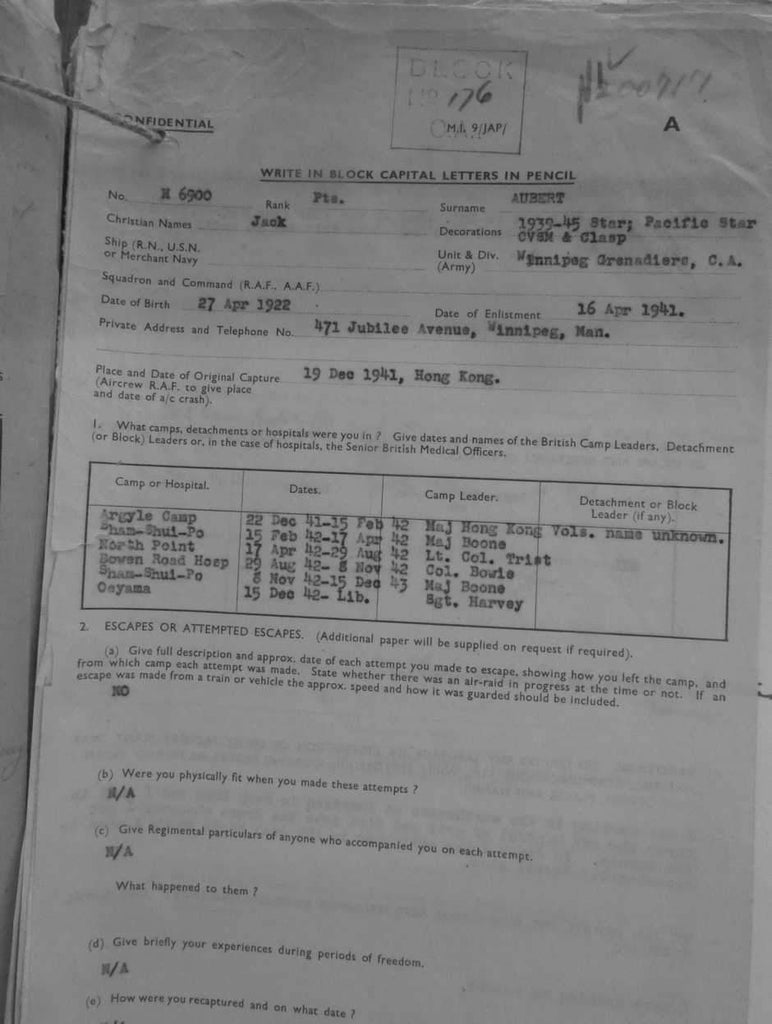 BLOCK
No 176
M.I. 9/JAP/
CONFIDENTIAL
A
WRITE IN BLOCK CAPITAL LETTERS IN PENCIL
No. H 6900 Rank Pte. Surname AUBERT
Christian Names Jack Decorations 1939-45 Star; Pacific Star
CVSM & Clasp
Ship (R.N., U.S.N.
or Merchant Navy
Unit & Div. Winnipeg Grenadiers, C.A.
(Army)
Squadron and Command (R.A.F., A.A.F.)
Date of Birth 27 Apr 1922 Date of Enlistment 16 Apr 1941.
Private Address and Telephone No. 471 Jubilee Avenue, Winnipeg, Man.
Place and Date of Original Capture 19 Dec 1941, Hong Kong.
(Aircrew R.A.F. to give place
and date of a/c crash).
1. What camps, detachments or hospitals were you in? Give dates and names of the British Camp Leaders, Detachment
(or Block) Leaders or, in the case of hospitals, the Senior British Medical Officers.
Camp or Hospital. Dates. Camp Leader. Detachment or Block
Leader (if any).
Argyle Camp 22 Dec 41-15 Feb 42 Maj Hong Kong Vols. name unknown.
Sham-Shui-Po 15 Feb 42-17 Apr 42 Maj Boone
North Point 17 Apr 42-29 Aug 42 Lt. Col. Trist
Bowen Road Hosp 29 Aug 42- 8 Nov 42 Col. Bowie
Sham-Shui-Po 8 Nov 42-15 Dec 43 Maj Boone
Oeyama 15 Dec 42- Lib. Sgt. Harvey
2. ESCAPES OR ATTEMPTED ESCAPES. (Additional paper will be supplied on request if required).
(a) Give full description and approx. date of each attempt you made to escape, showing how you left the camp, and
from which camp each attempt was made. State whether there was an air-raid in progress at the time or not. If an
escape was made from a train or vehicle the approx. speed and how it was guarded should be included.
NO
(b) Were you physically fit when you made these attempts?
N/A
(c) Give Regimental particulars of anyone who accompanied you on each attempt.
N/A
What happened to them?
(d) Give briefly your experiences during periods of freedom.
N/A
(e) How were you recaptured and on what date?